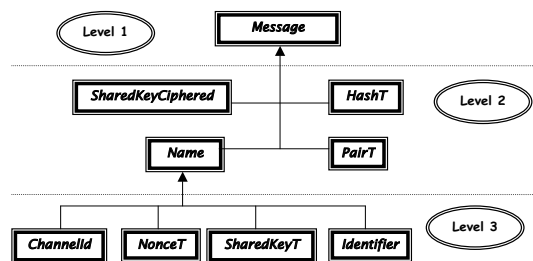 Level 1
Message
SharedKeyCiphered
HashT
Level 2
Name
PairT
Level 3
ChannelId
NonceT
SharedKeyT
Identifier